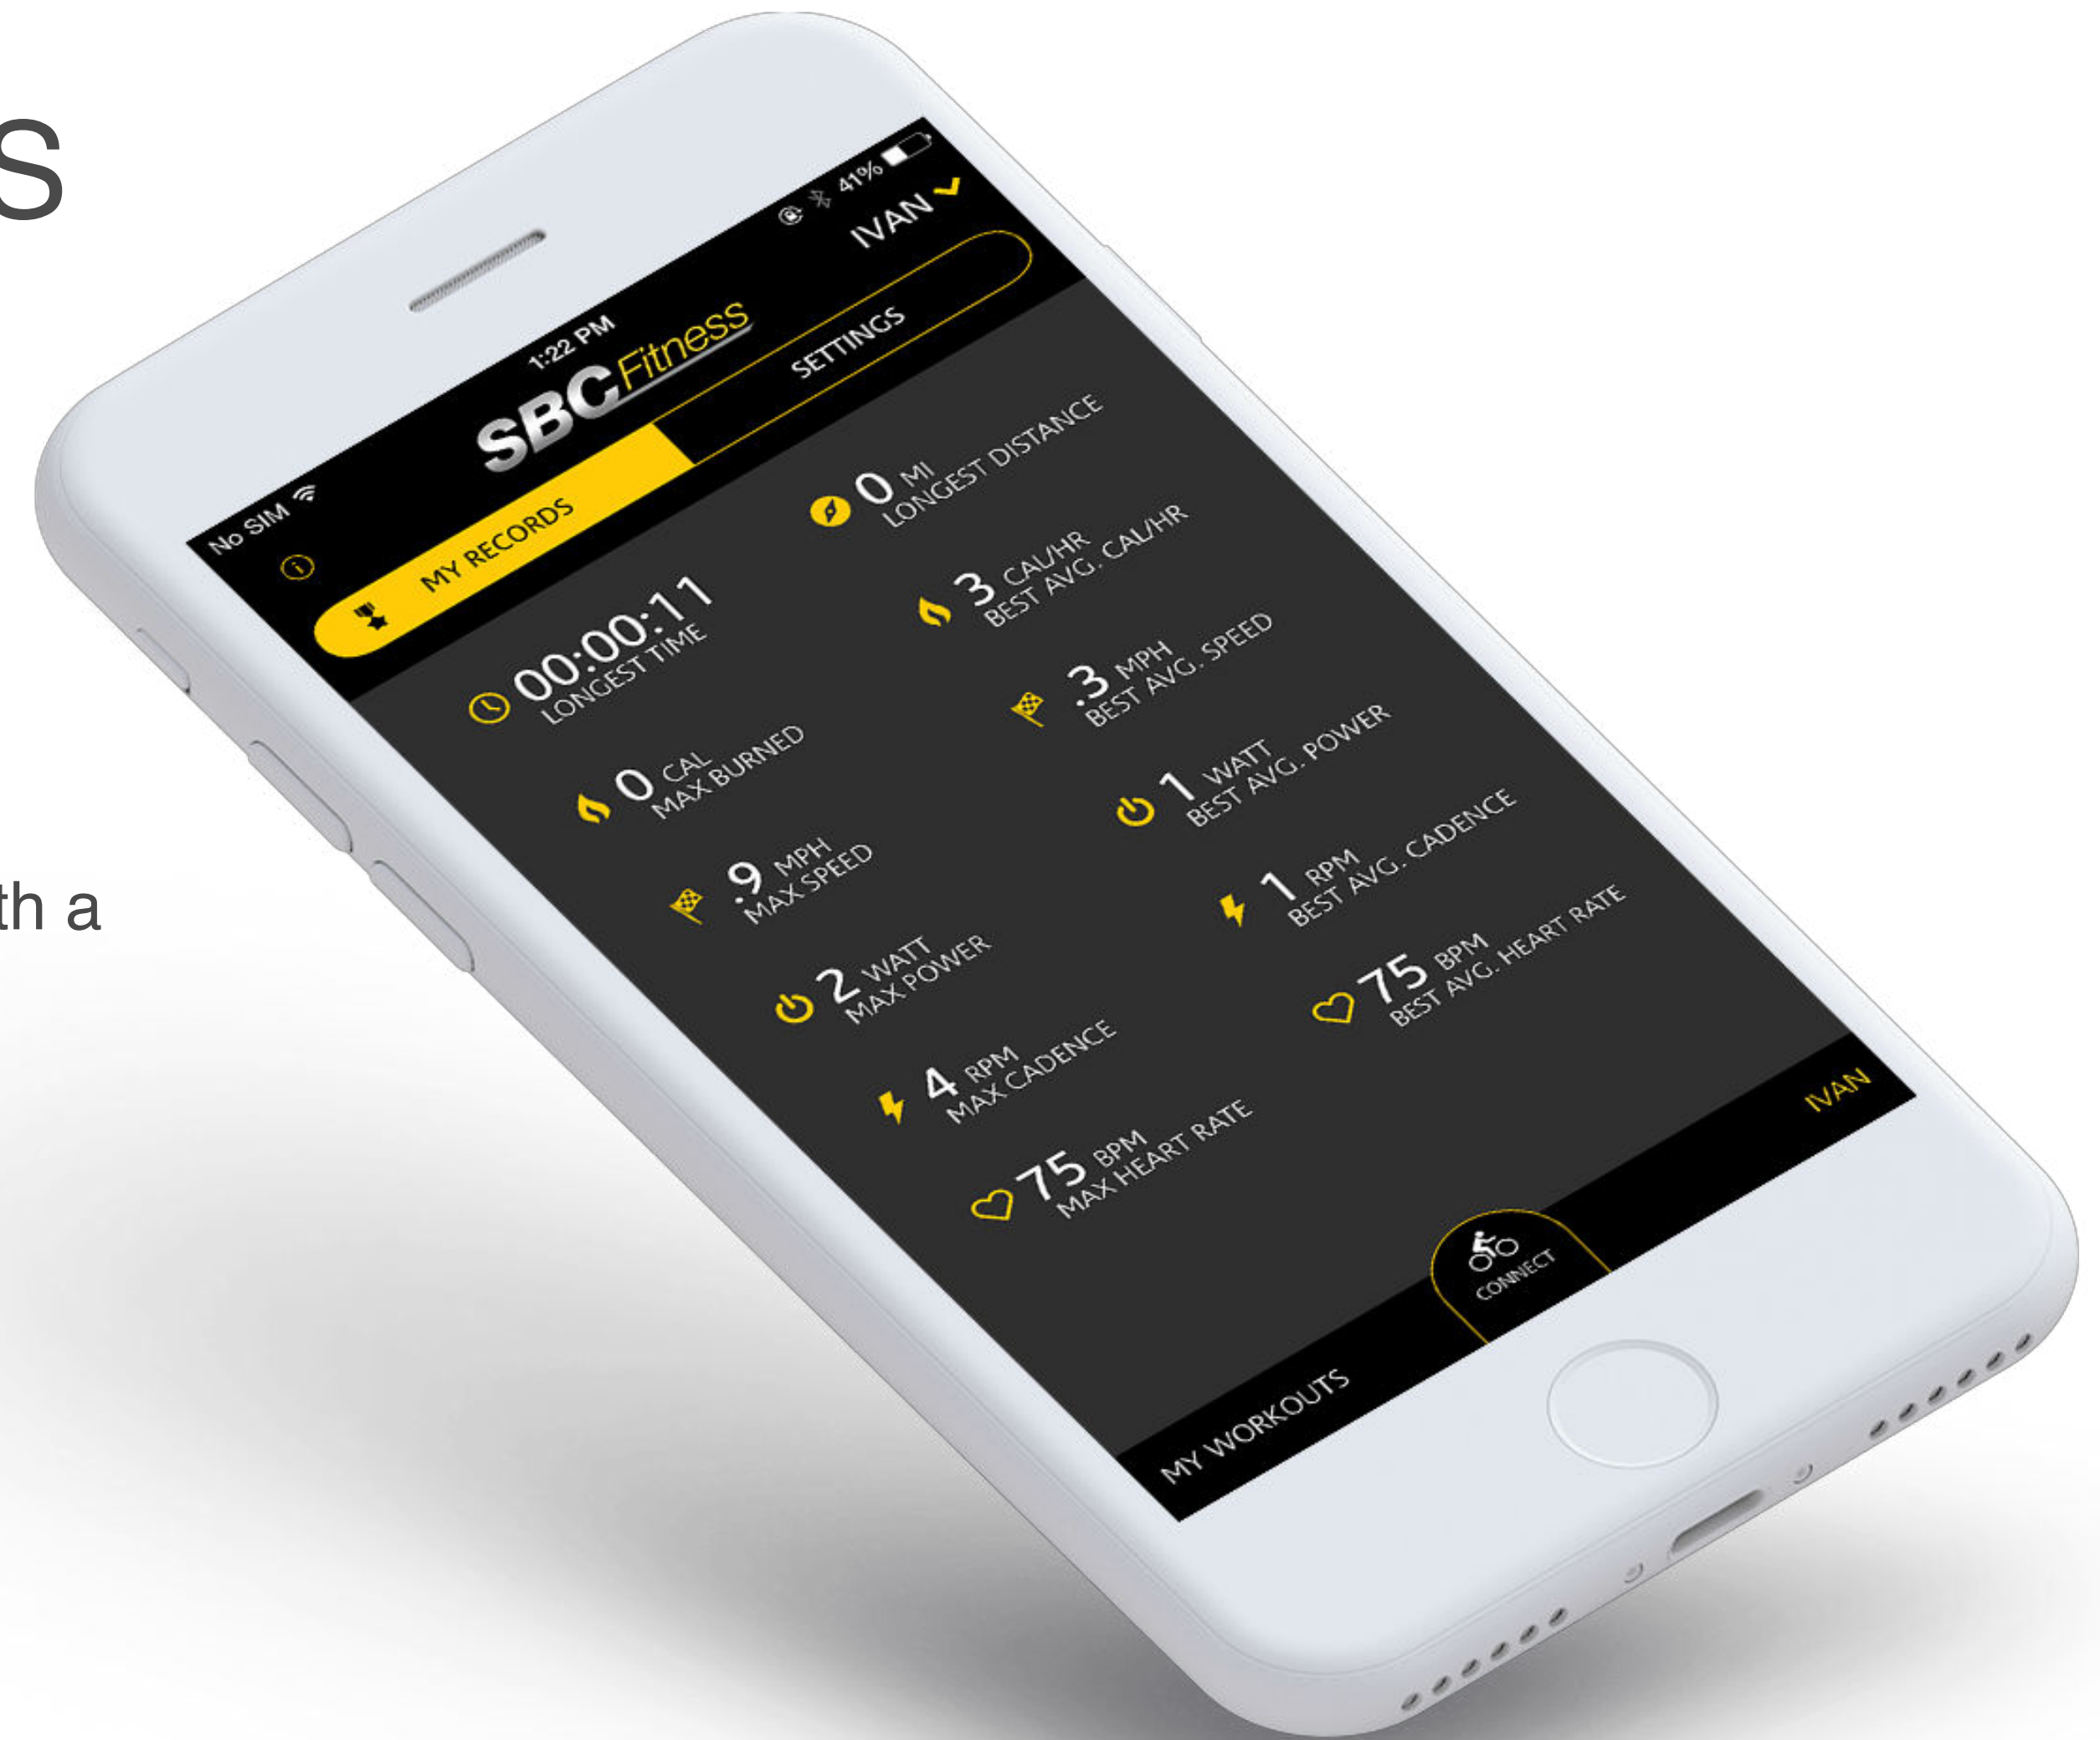 S
th a
No SIM 1:22 PM 41%
SBC Fitness
IVAN
MY RECORDS
SETTINGS
00:00:11
LONGEST TIME
0 MI
LONGEST DISTANCE
0 CAL
MAX BURNED
3 CAL/HR
BEST AVG. CAL/HR
.9 MPH
MAX SPEED
.3 MPH
BEST AVG. SPEED
2 WATT
MAX POWER
1 WATT
BEST AVG. POWER
4 RPM
MAX CADENCE
1 RPM
BEST AVG. CADENCE
75 BPM
MAX HEART RATE
75 BPM
BEST AVG. HEART RATE
MY WORKOUTS
CONNECT
IVAN